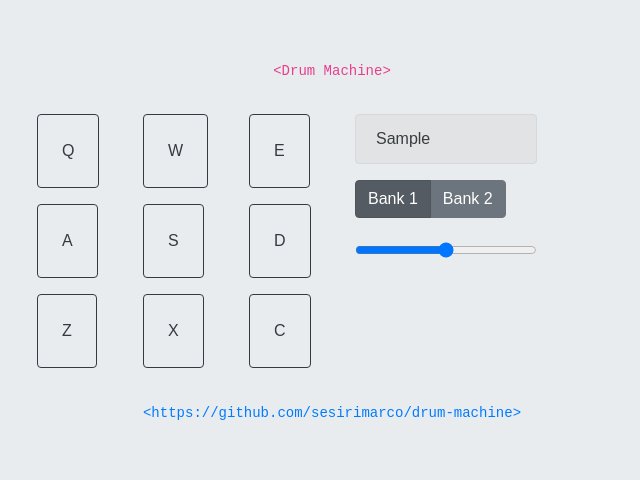 <Drum Machine>
Q W E
Sample
Bank 1 Bank 2
A S D
Z X C
<https://github.com/sesirimarco/drum-machine>